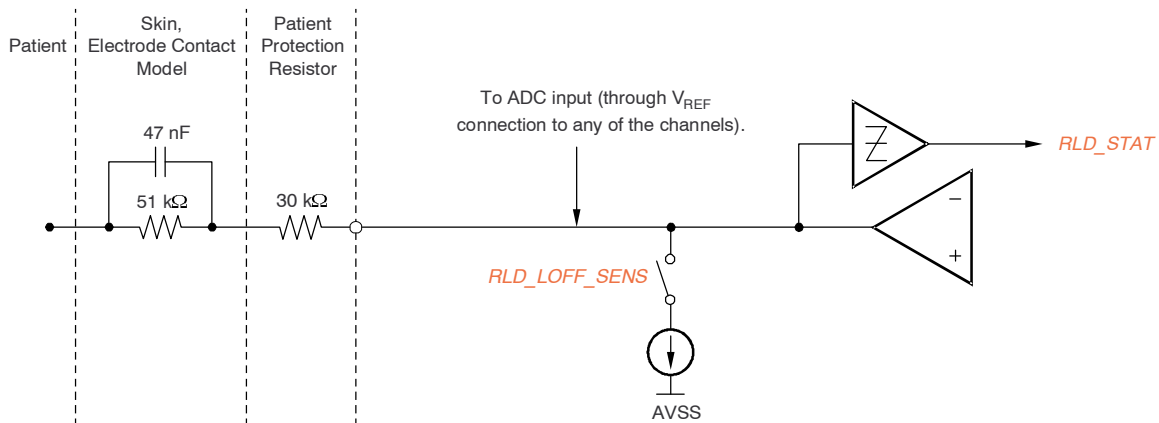 Patient
Skin,
Electrode Contact
Model
Patient
Protection
Resistor
To ADC input (through VREF
connection to any of the channels).
47 nF
51 kΩ
30 kΩ
RLD_STAT
−
+
RLD_LOFF_SENS
AVSS